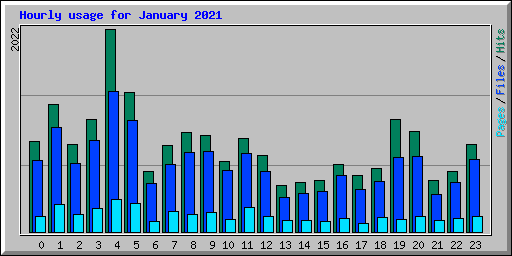 Hourly usage for January 2021
2022
Pages / Files / Hits
0 1 2 3 4 5 6 7 8 9 10 11 12 13 14 15 16 17 18 19 20 21 22 23